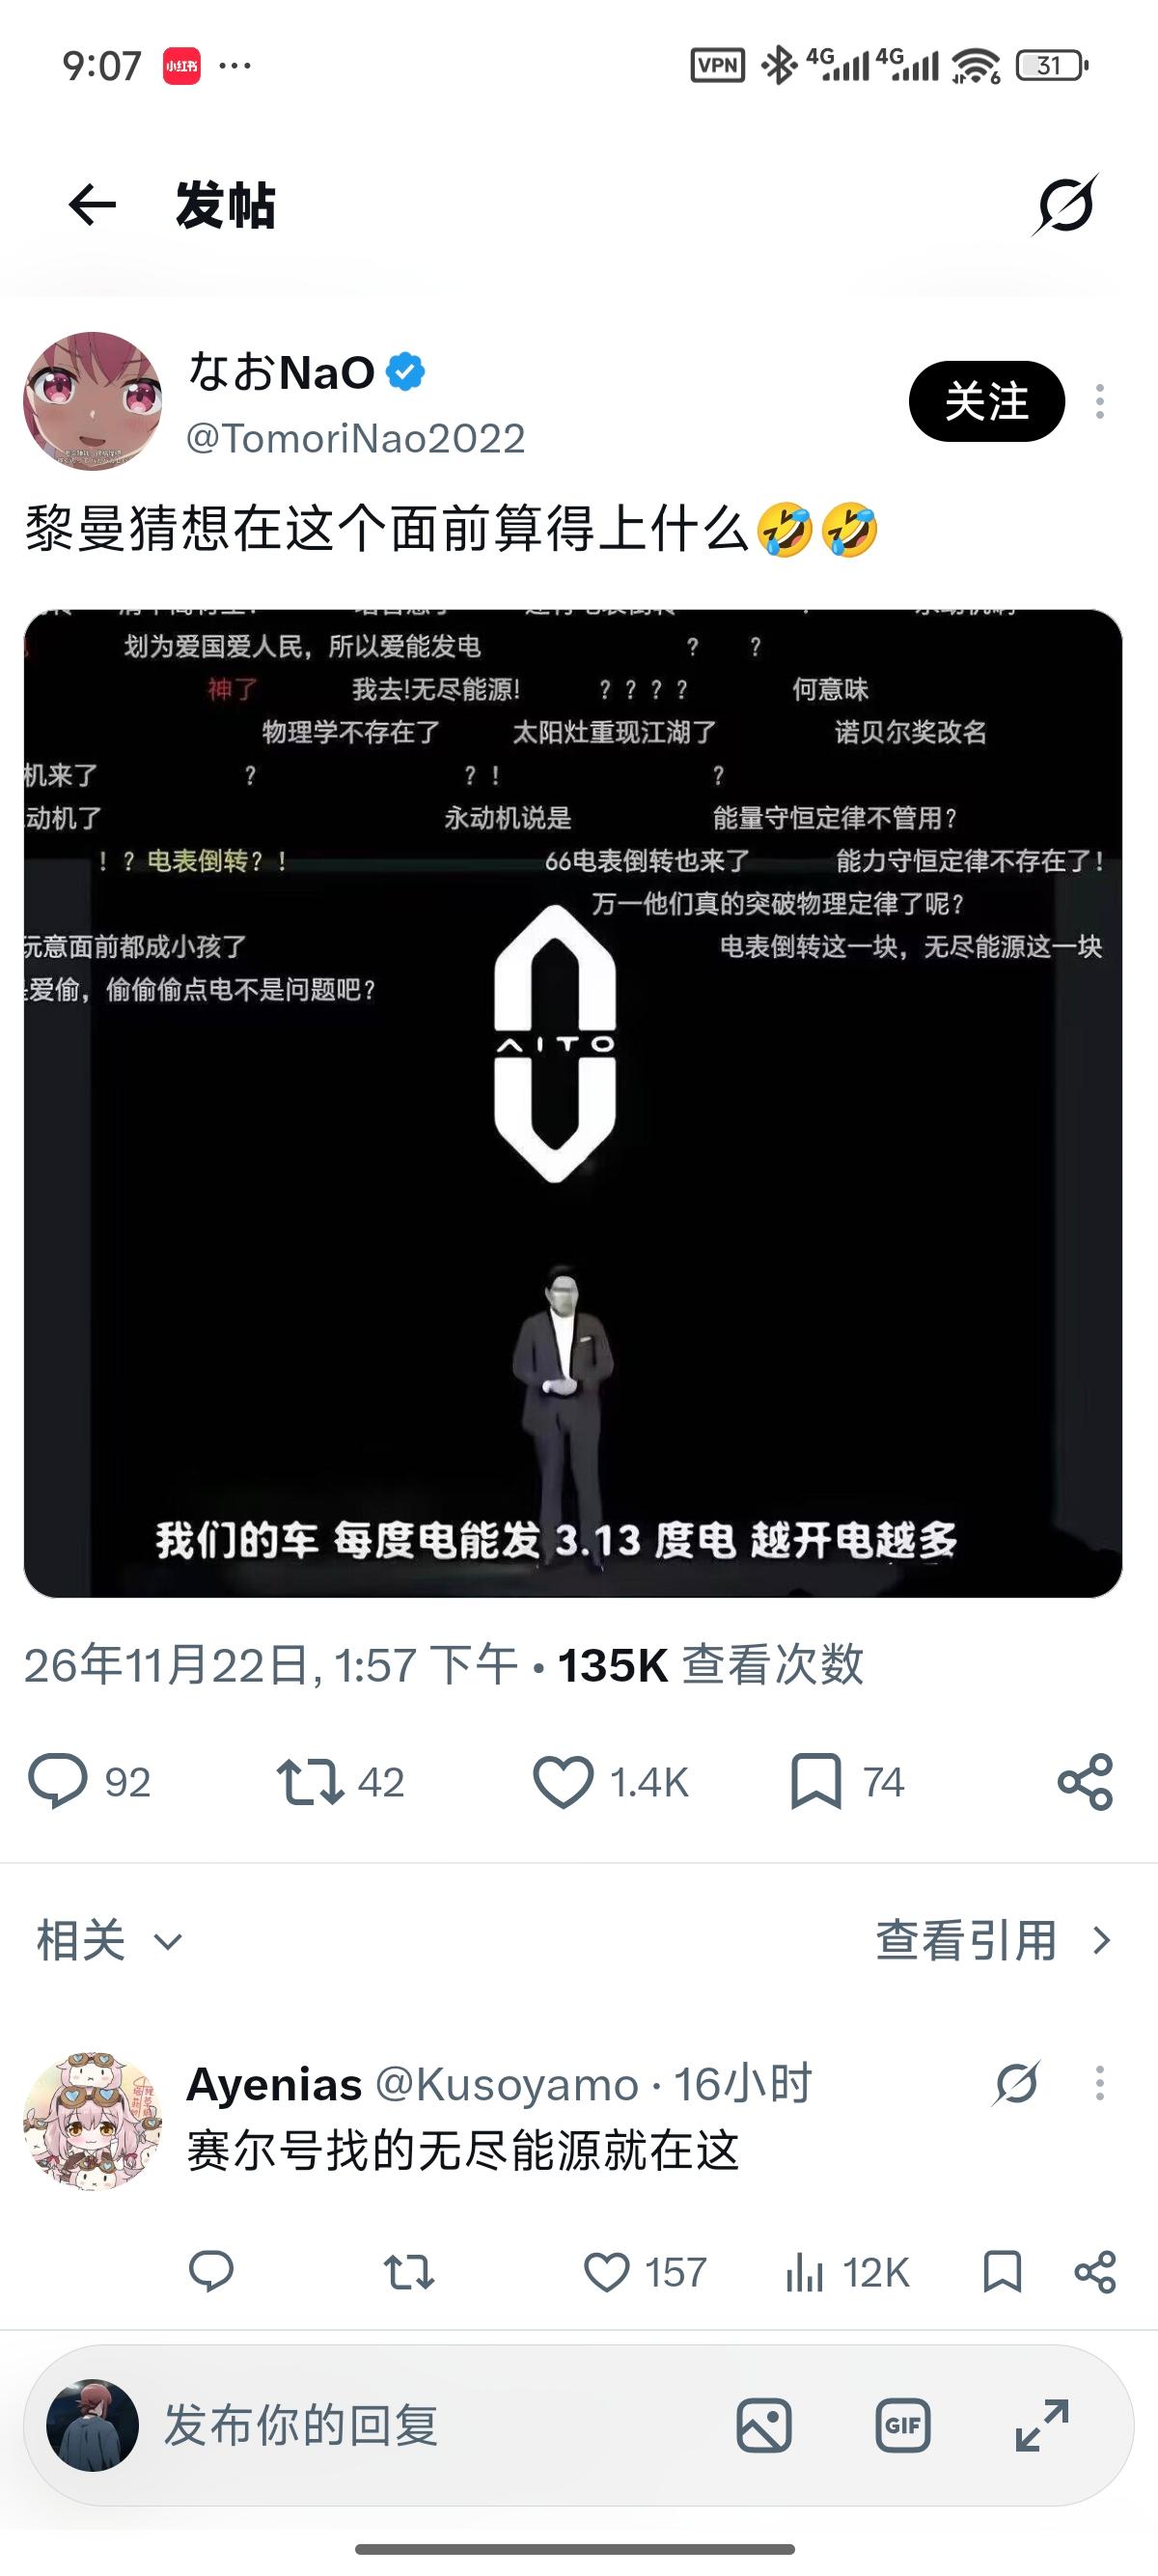 9:07 小红书 ··· VPN 4G 4G 6 31
发帖
なおNaO
@TomoriNao2022
关注
黎曼猜想在这个面前算得上什么🤣🤣
划为爱国爱人民，所以爱能发电 ？ ？
神了 我去!无尽能源! ？？？？ 何意味
物理学不存在了 太阳灶重现江湖了 诺贝尔奖改名
机来了 ？ ？！ ？
动机了 永动机说是 能量守恒定律不管用？
！？电表倒转？！ 66电表倒转也来了 能力守恒定律不存在了！
万一他们真的突破物理定律了呢？
玩意面前都成小孩了 电表倒转这一块，无尽能源这一块
爱偷，偷偷偷点电不是问题吧？
AITO
我们的车 每度电能发 3.13 度电 越开电越多
26年11月22日, 1:57 下午 · 135K 查看次数
92 42 1.4K 74
相关 查看引用
Ayenias @Kusoyamo · 16小时
赛尔号找的无尽能源就在这
157 12K
发布你的回复 GIF